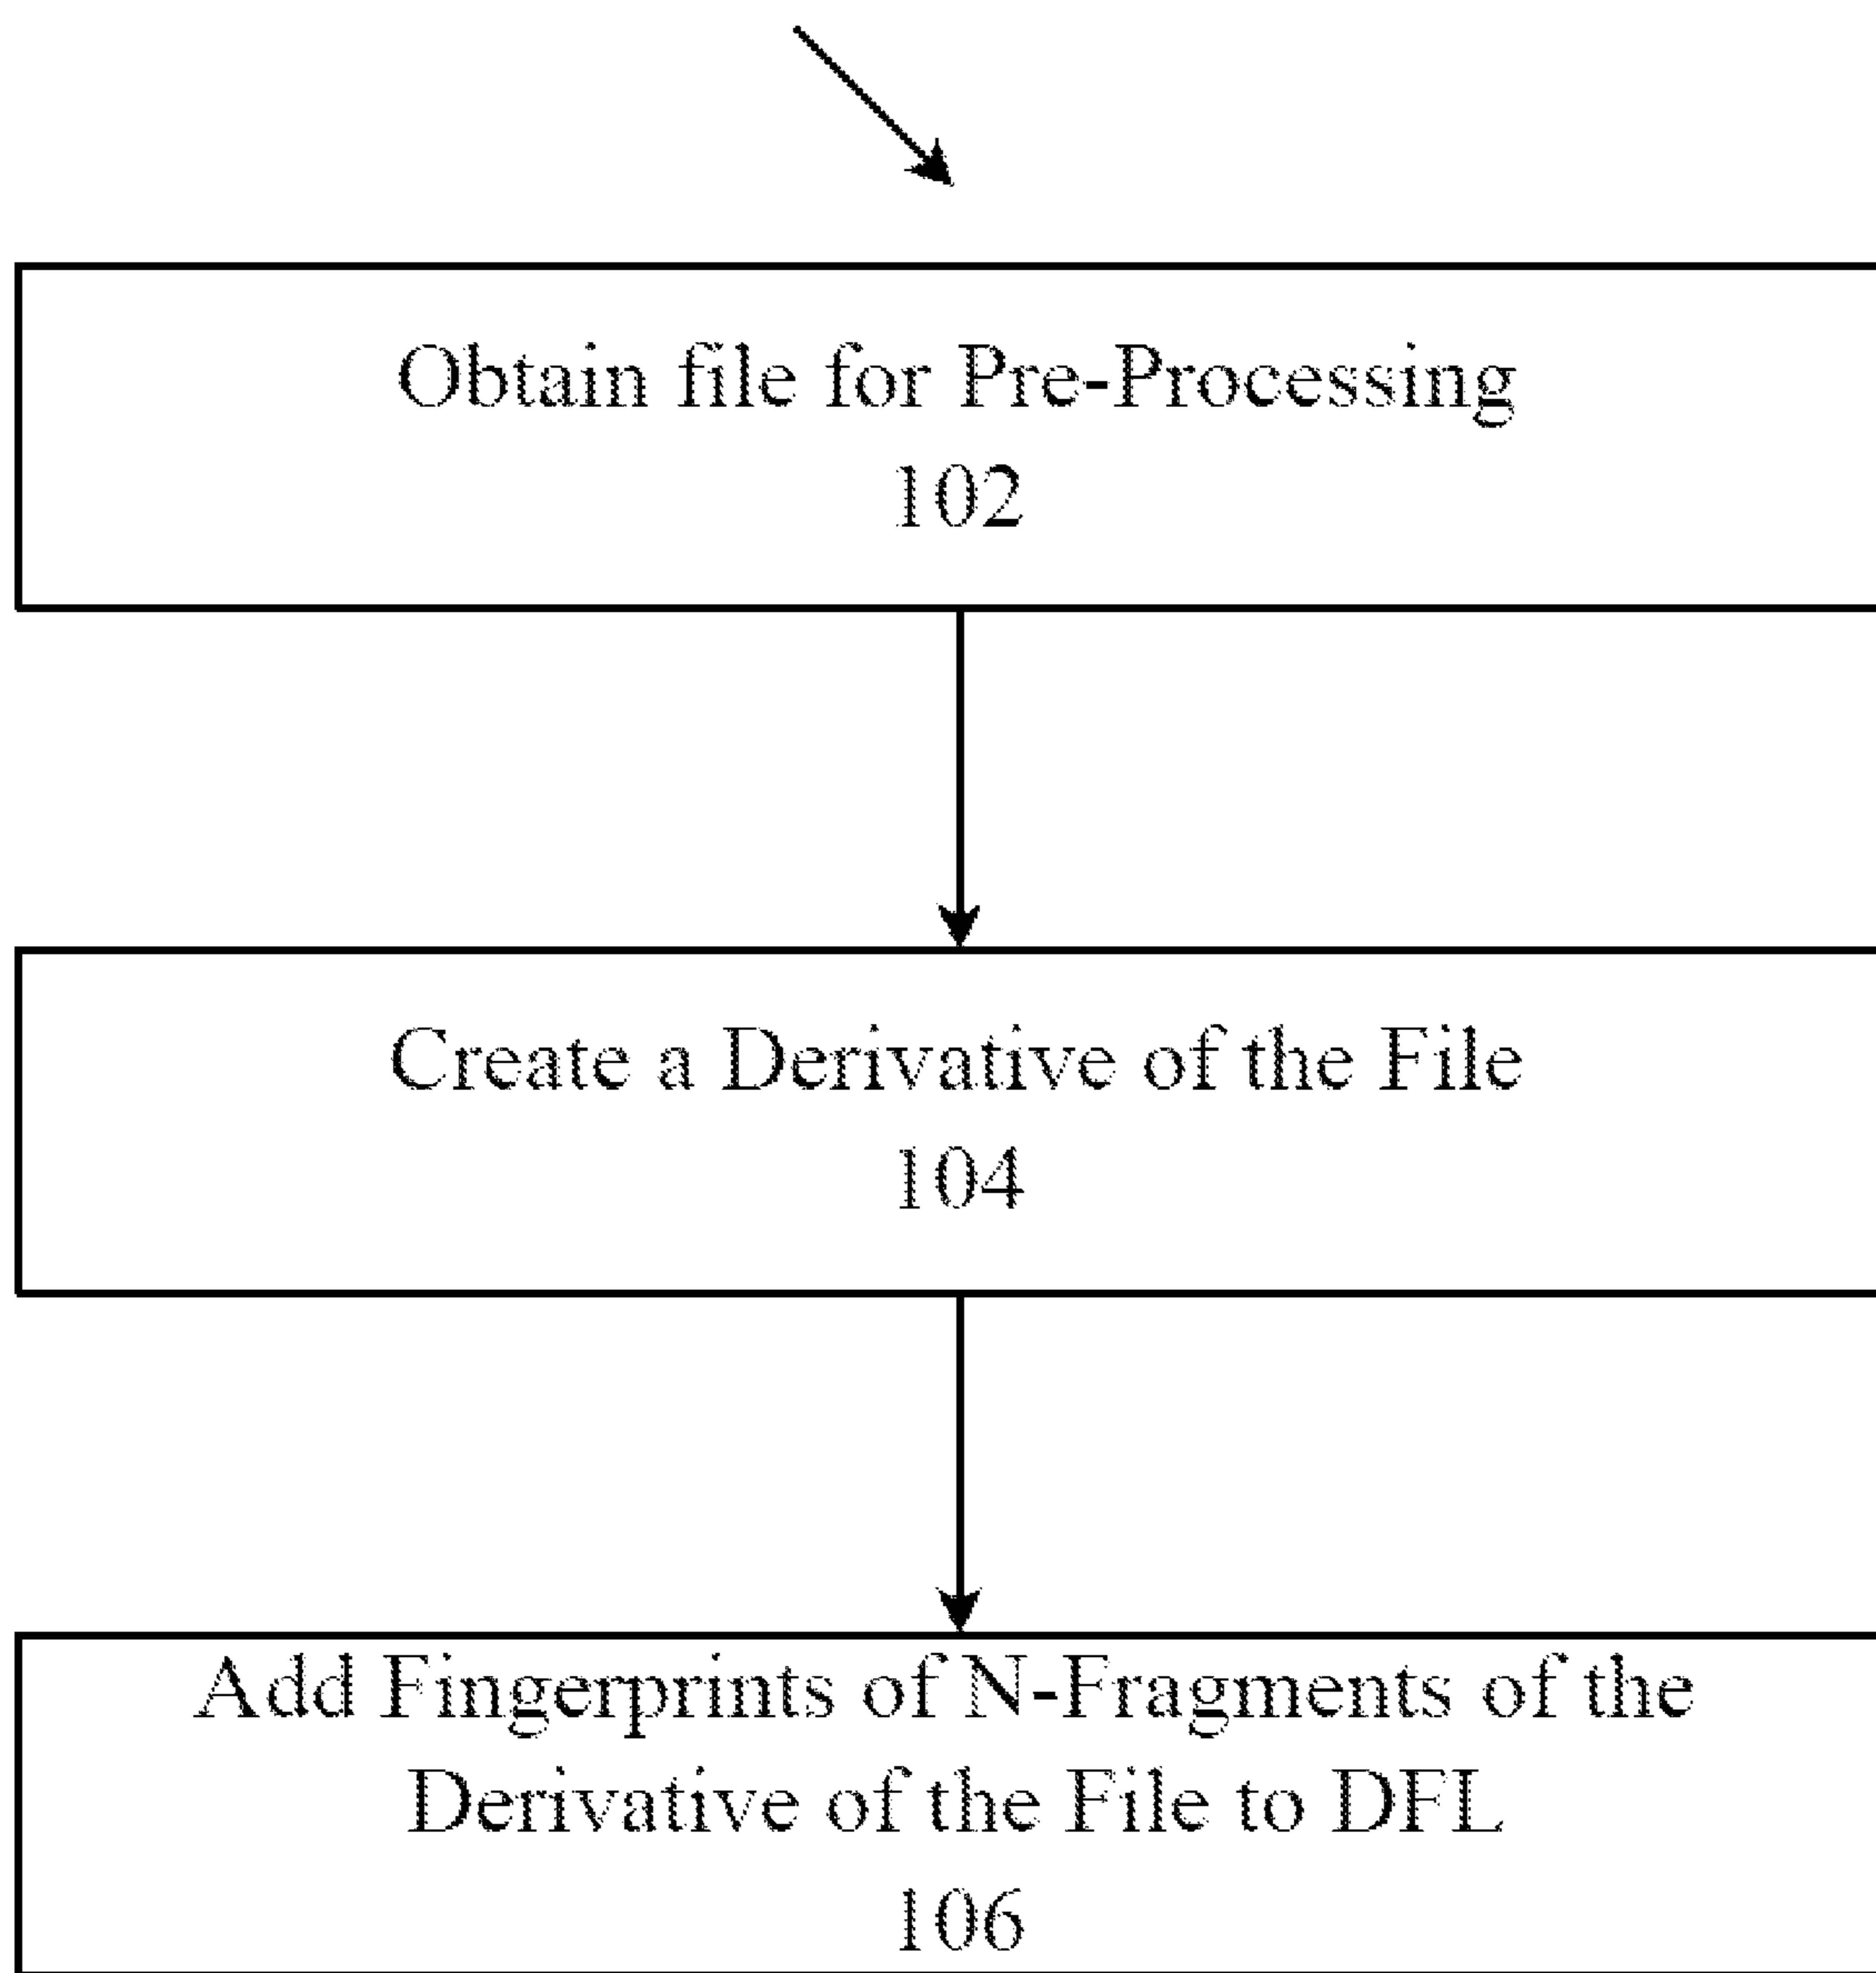 Obtain file for Pre-Processing
102
Create a Derivative of the File
104
Add Fingerprints of N-Fragments of the
Derivative of the File to DFL
106